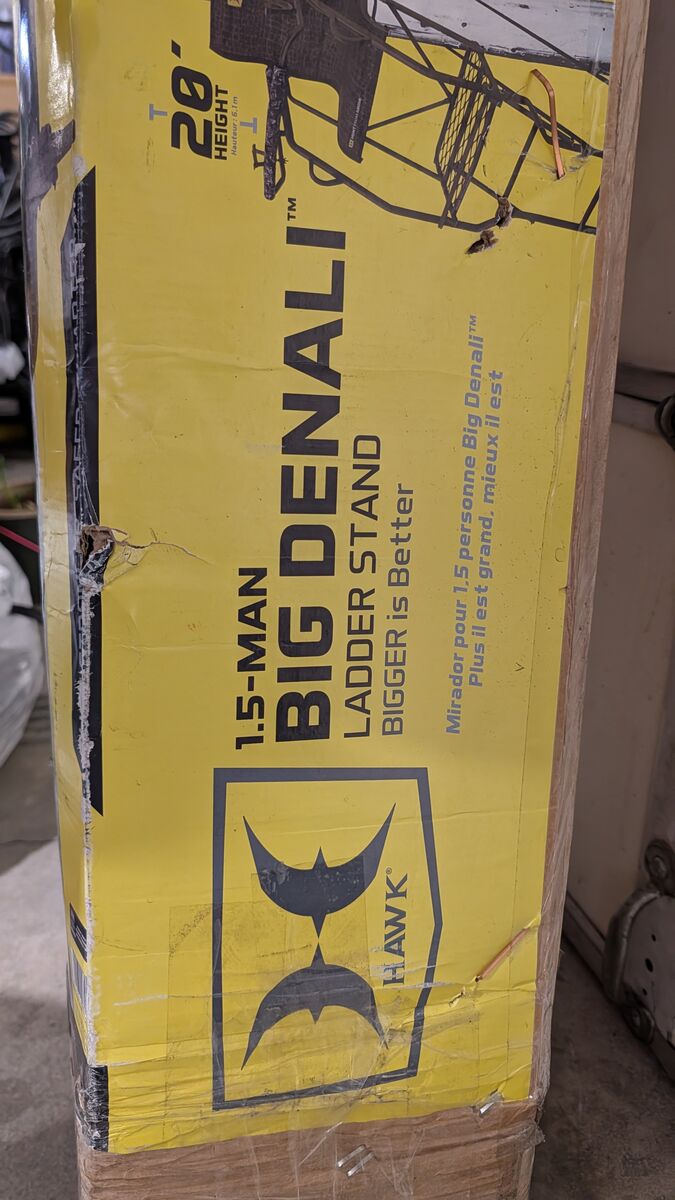 20'
HEIGHT
Hauteur: 6,1m
1.5-MAN
BIG DENALI™
LADDER STAND
BIGGER is Better
Mirador pour 1.5 personne Big Denali™
Plus il est grand, mieux il est
HAWK®